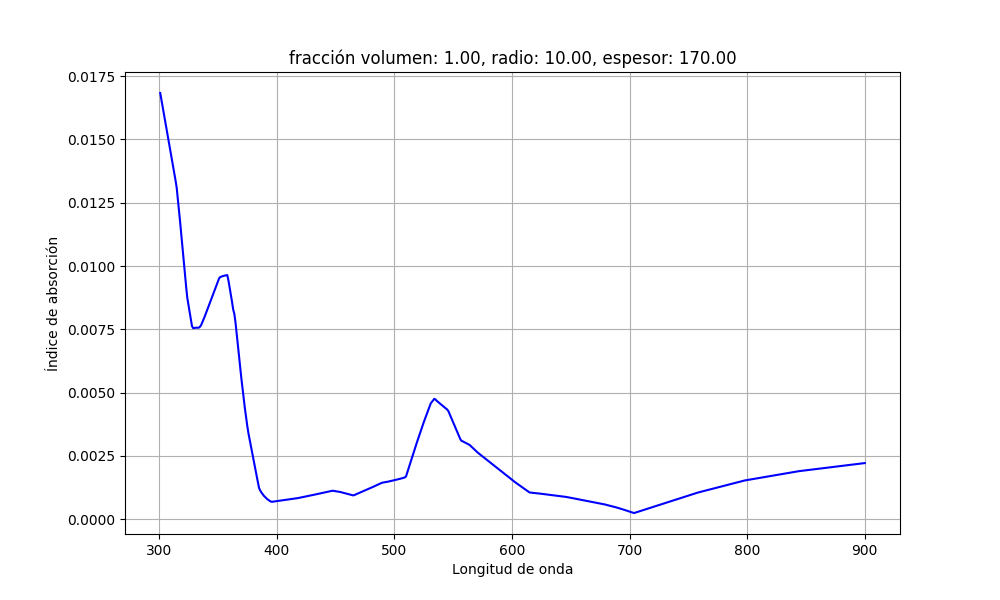 fracción volumen: 1.00, radio: 10.00, espesor: 170.00
0.0175
0.0150
0.0125
0.0100
0.0075
0.0050
0.0025
0.0000
Índice de absorción
300 400 500 600 700 800 900
Longitud de onda